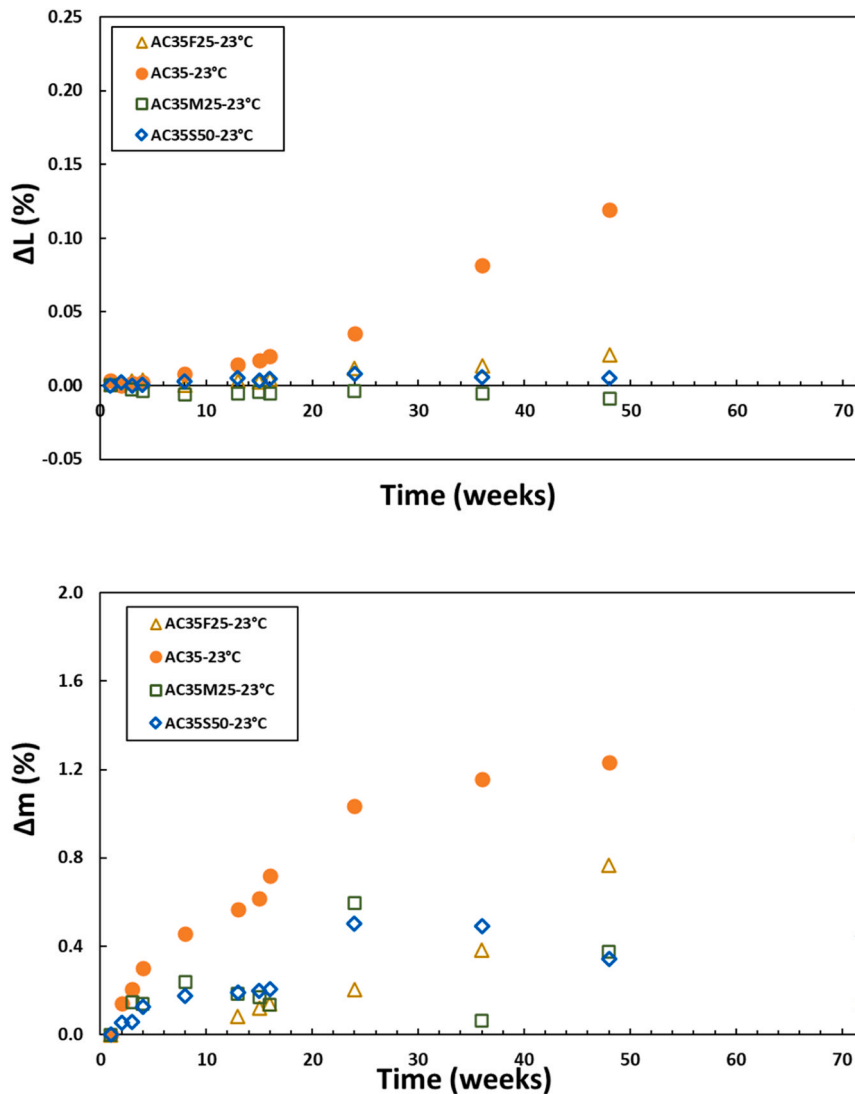 0.25
AC35F25-23°C
AC35-23°C
AC35M25-23°C
AC35S50-23°C
0.20
0.15
ΔL (%)
0.10
0.05
0.00
0 10 20 30 40 50 60 70
-0.05
Time (weeks)
2.0
AC35F25-23°C
AC35-23°C
AC35M25-23°C
AC35S50-23°C
1.6
1.2
Δm (%)
0.8
0.4
0.0
0 10 20 30 40 50 60 70
Time (weeks)